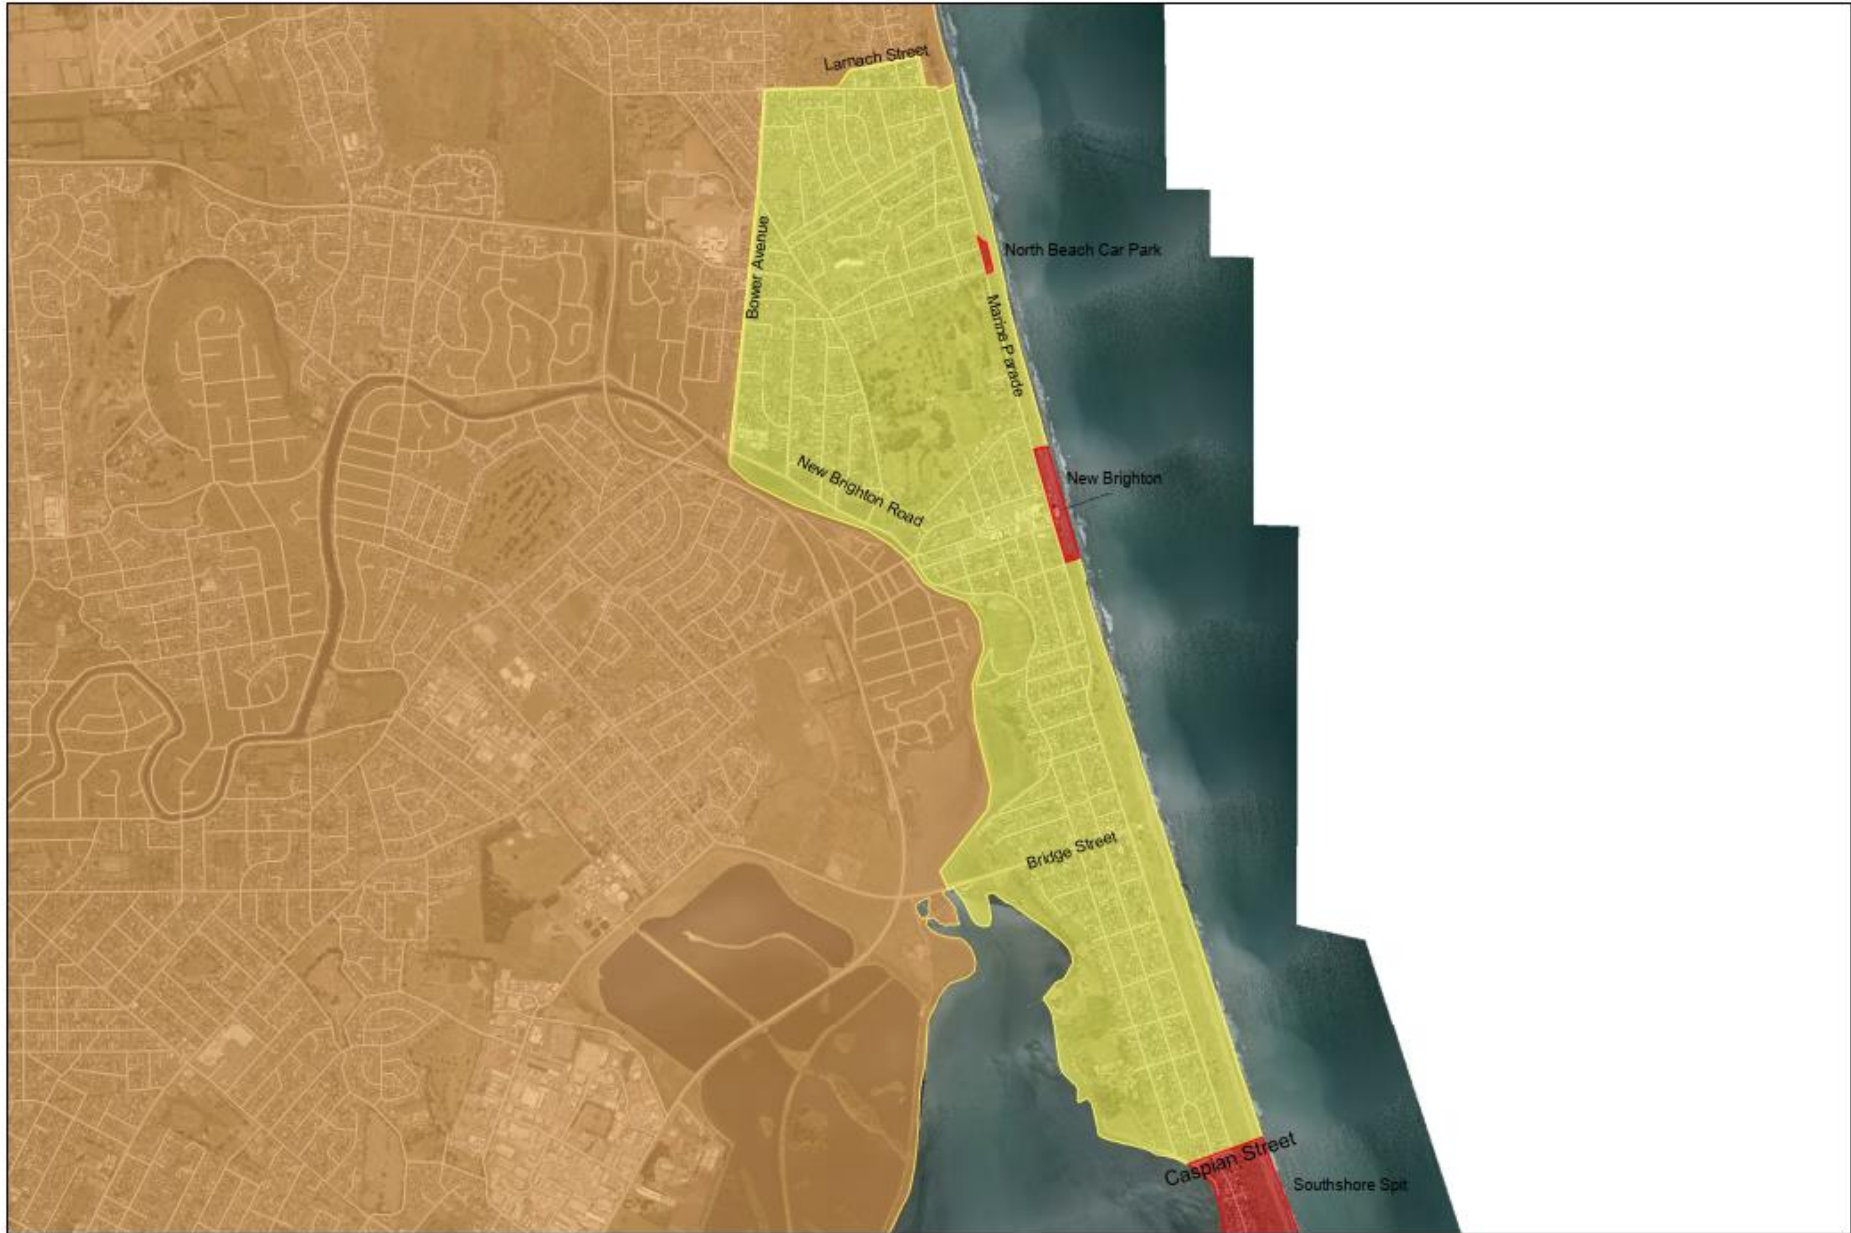 Larnach Street
Bower Avenue
North Beach Car Park
Marine Parade
New Brighton Road
New Brighton
Bridge Street
Caspian Street
Southshore Spit